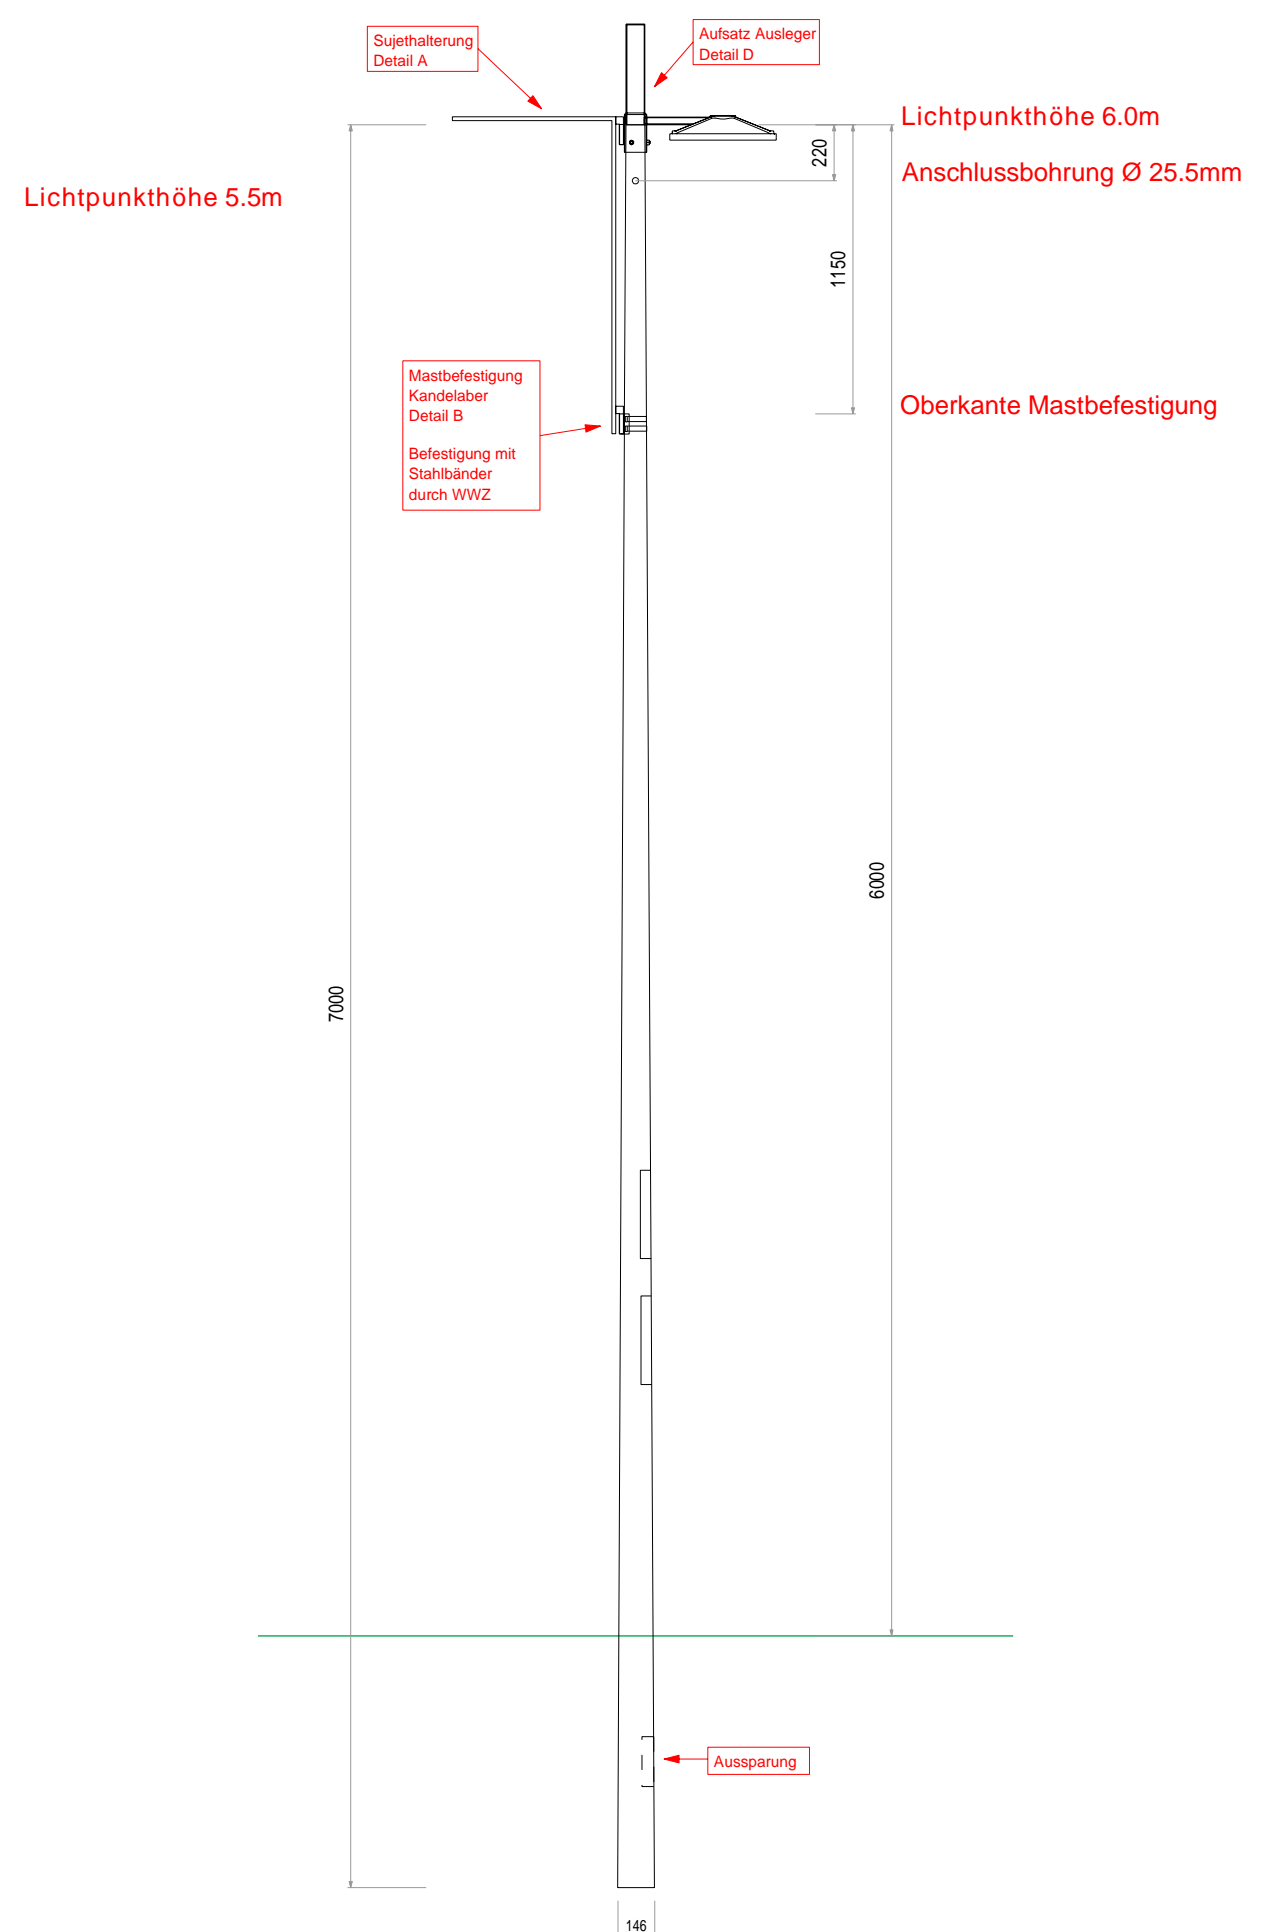 Sujethalterung
Detail A
Aufsatz Ausleger
Detail D
Lichtpunkthöhe 6.0m
220
Anschlussbohrung Ø 25.5mm
Lichtpunkthöhe 5.5m
1150
Mastbefestigung
Kandelaber
Detail B
Befestigung mit
Stahlbänder
durch WWZ
Oberkante Mastbefestigung
6000
7000
Aussparung
146